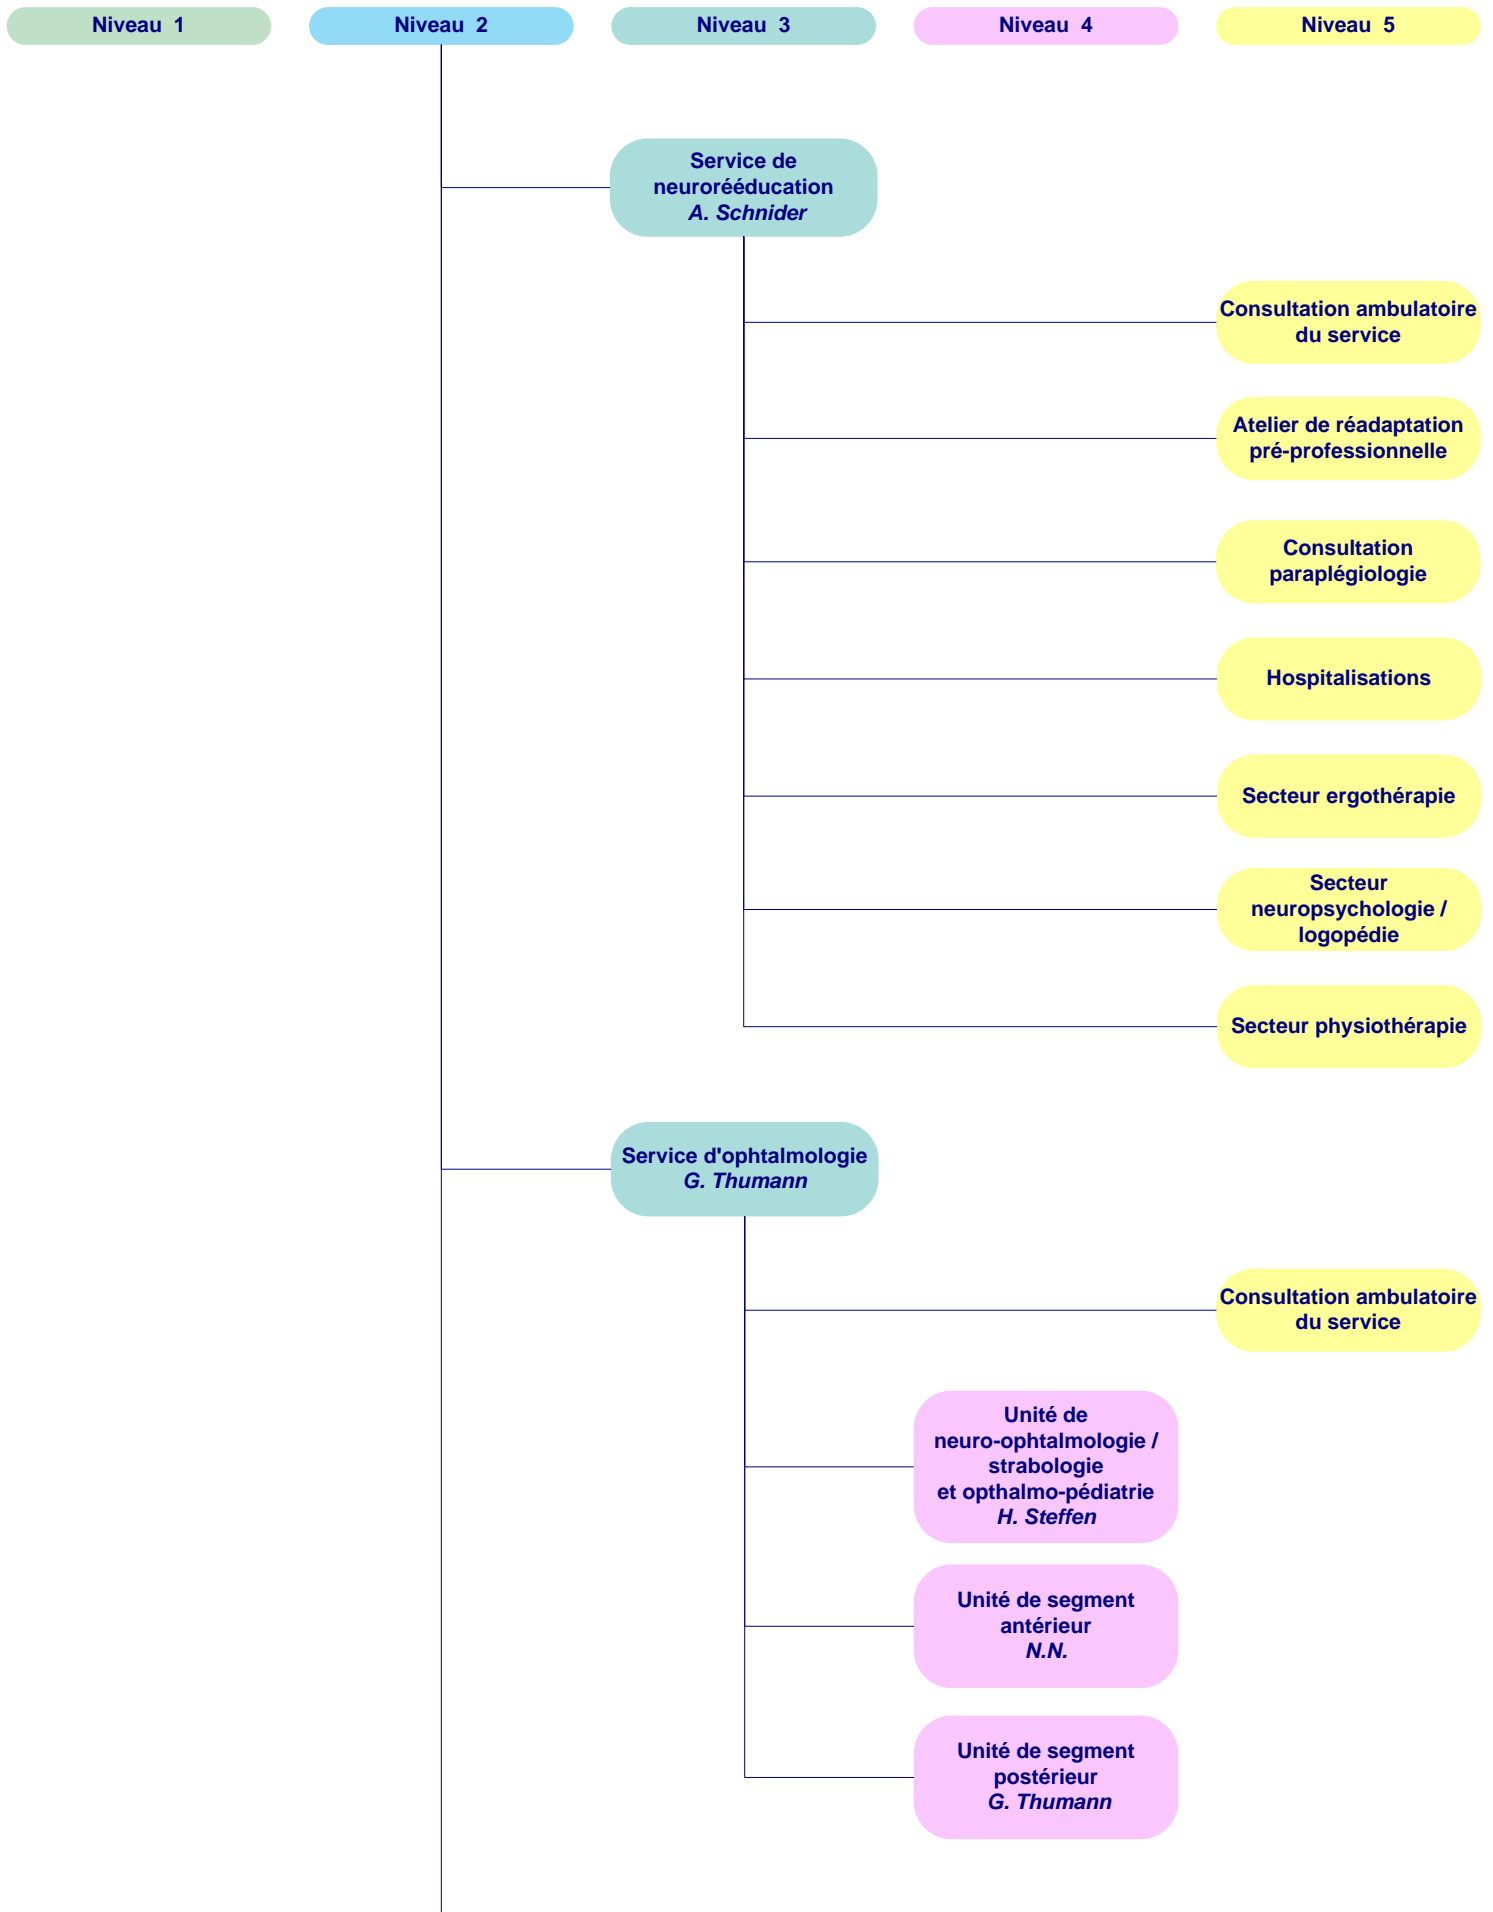 Niveau  1
Niveau  2
Niveau  3
Niveau  4
Niveau  5
Service de
neurorééducation
A. Schnider
Consultation ambulatoire
du service
Atelier de réadaptation
pré-professionnelle
Consultation
paraplégiologie
Hospitalisations
Secteur ergothérapie
Secteur
neuropsychologie /
logopédie
Secteur physiothérapie
Service d'ophtalmologie
G. Thumann
Consultation ambulatoire
du service
Unité de
neuro-ophtalmologie /
strabologie
et opthalmo-pédiatrie
H. Steffen
Unité de segment
antérieur
N.N.
Unité de segment
postérieur
G. Thumann